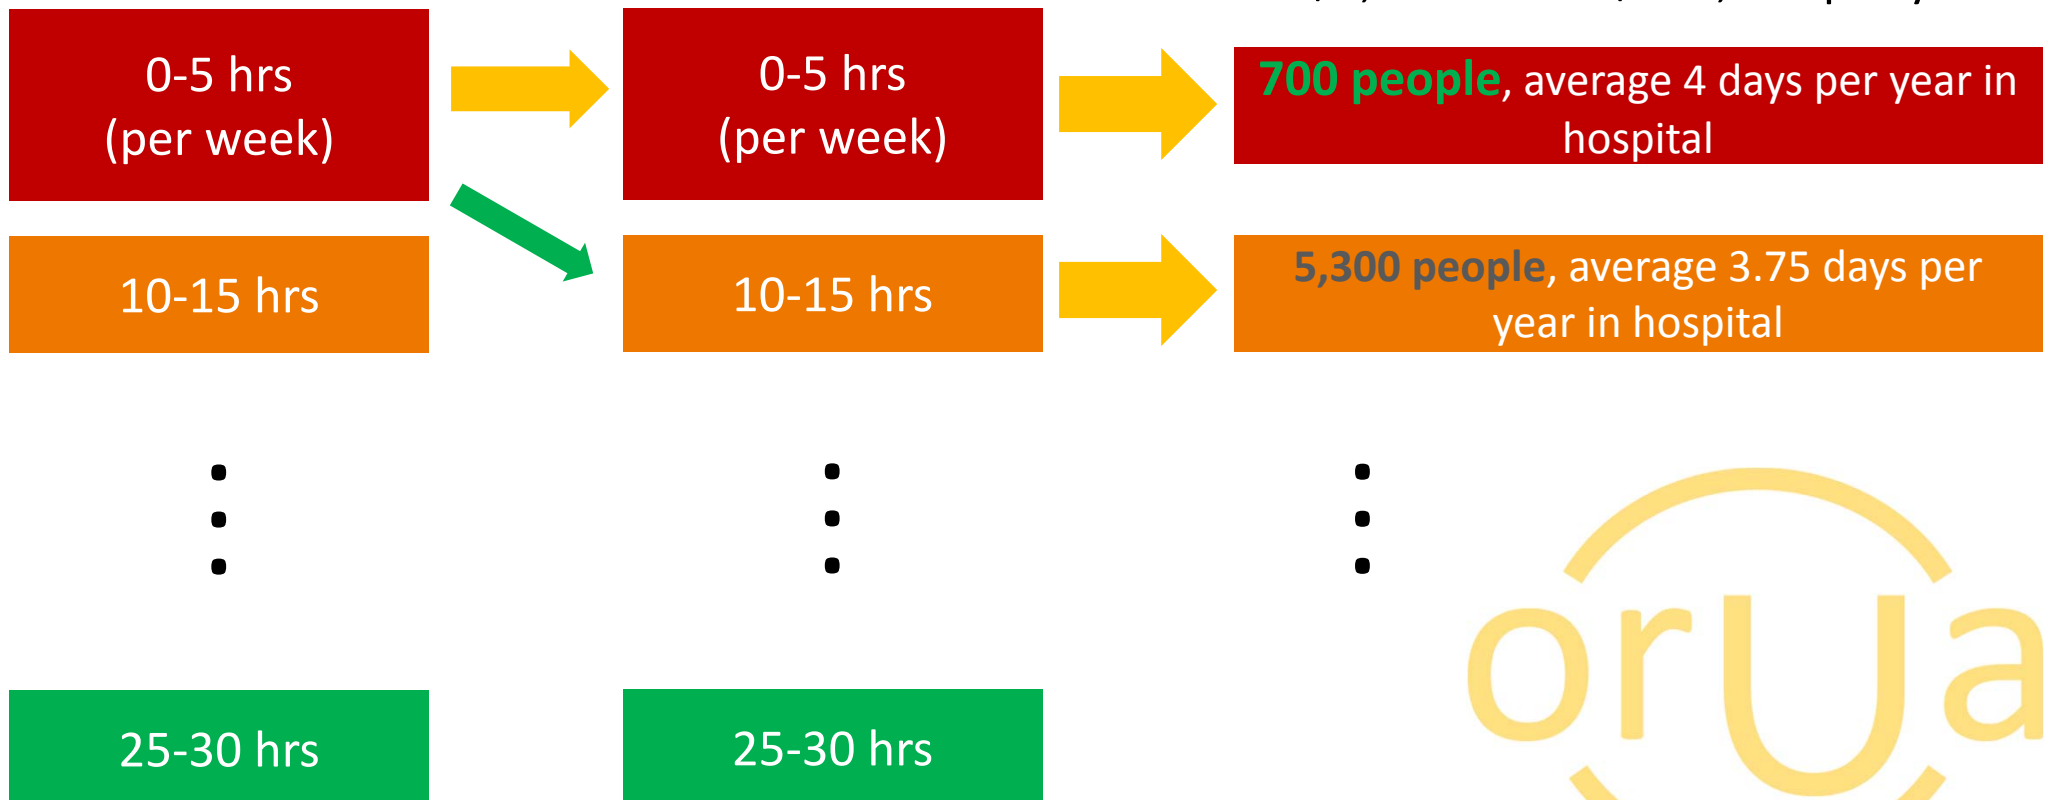 0-5 hrs
(per week)
0-5 hrs
(per week)
700 people, average 4 days per year in
hospital
10-15 hrs
10-15 hrs
5,300 people, average 3.75 days per
year in hospital
25-30 hrs
25-30 hrs
orUa